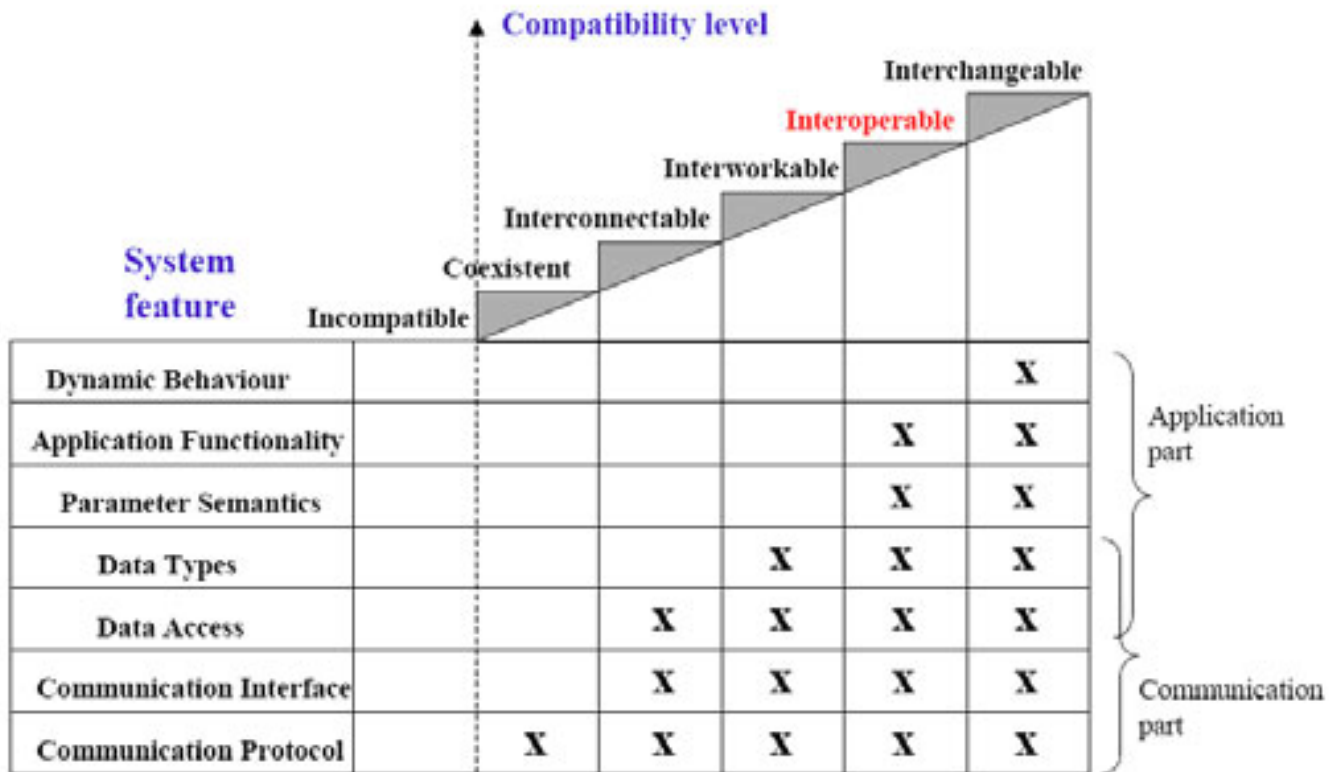 Compatibility level
Interchangeable
Interoperable
Interworkable
Interconnectable
Coexistent
Incompatible
System
feature
Dynamic Behaviour X
Application Functionality X X
Parameter Semantics X X
Data Types X X X
Data Access X X X X
Communication Interface X X X X
Communication Protocol X X X X X
Application
part
Communication
part